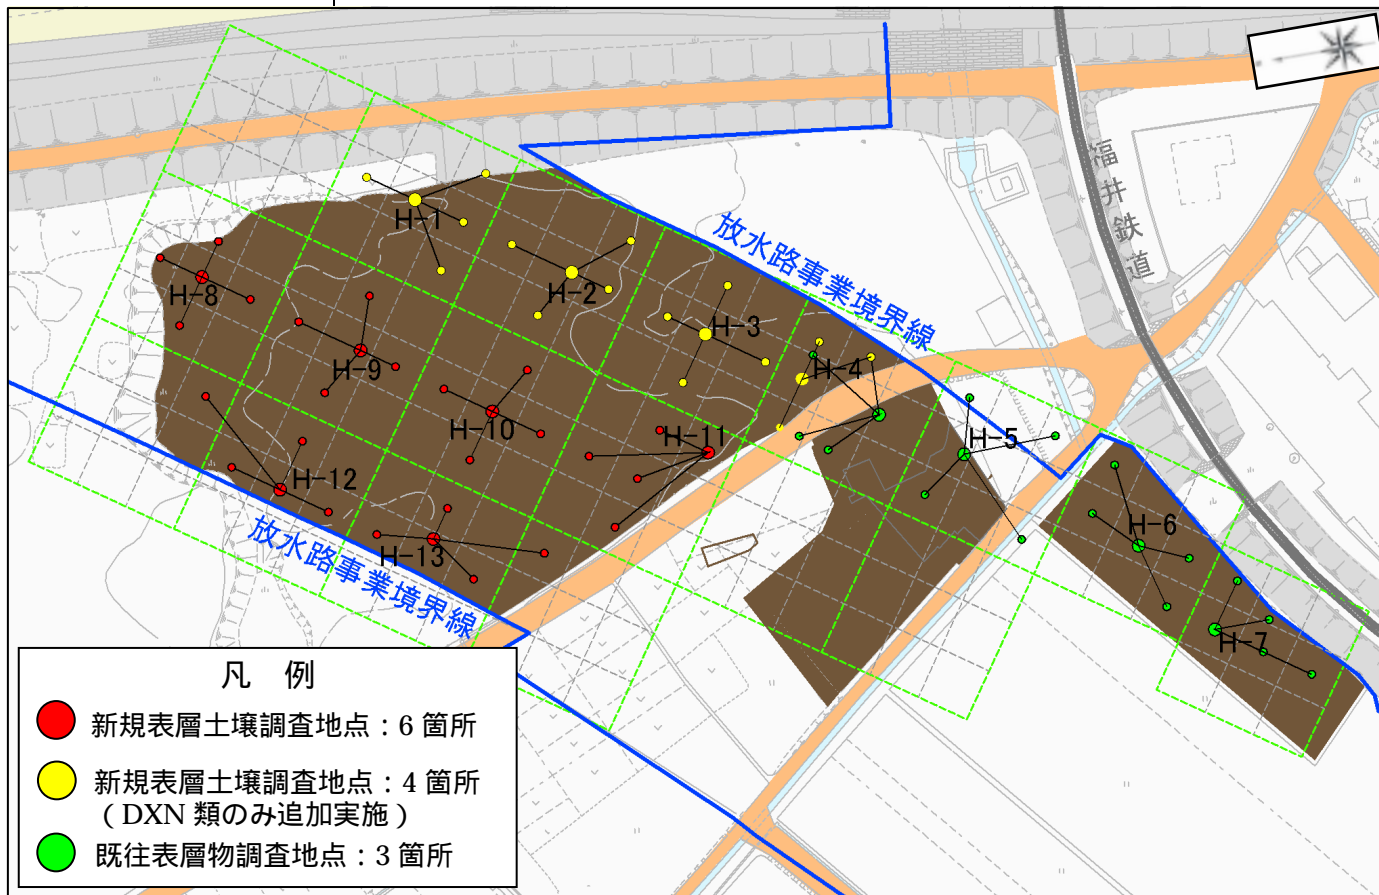 福井鉄道
放水路事業境界線
H-1
H-2
H-3
H-4
H-5
H-6
H-7
H-8
H-9
H-10
H-11
H-12
H-13
放水路事業境界線
凡 例
新規表層土壌調査地点：6 箇所
新規表層土壌調査地点：4 箇所
（DXN 類のみ追加実施）
既往表層物調査地点：3 箇所